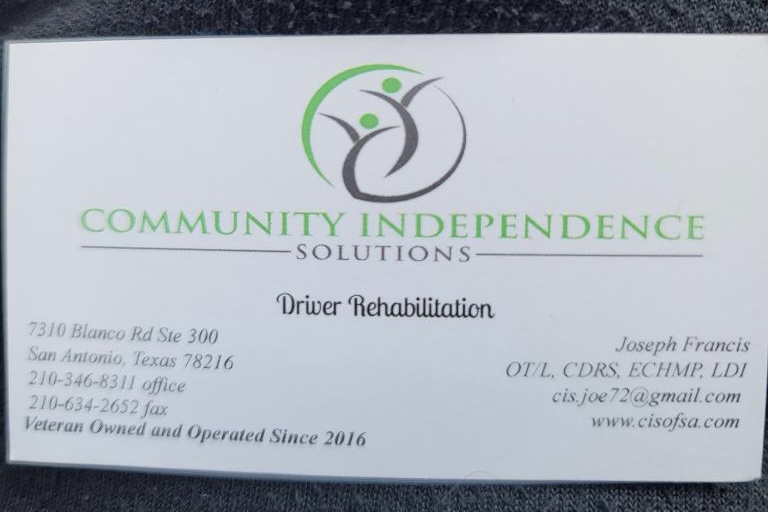 COMMUNITY INDEPENDENCE
SOLUTIONS
Driver Rehabilitation
7310 Blanco Rd Ste 300
San Antonio, Texas 78216
210-346-8311 office
210-634-2652 fax
Veteran Owned and Operated Since 2016
Joseph Francis
OT/L, CDRS, ECHMP, LDI
cis.joe72@gmail.com
www.cisofsa.com